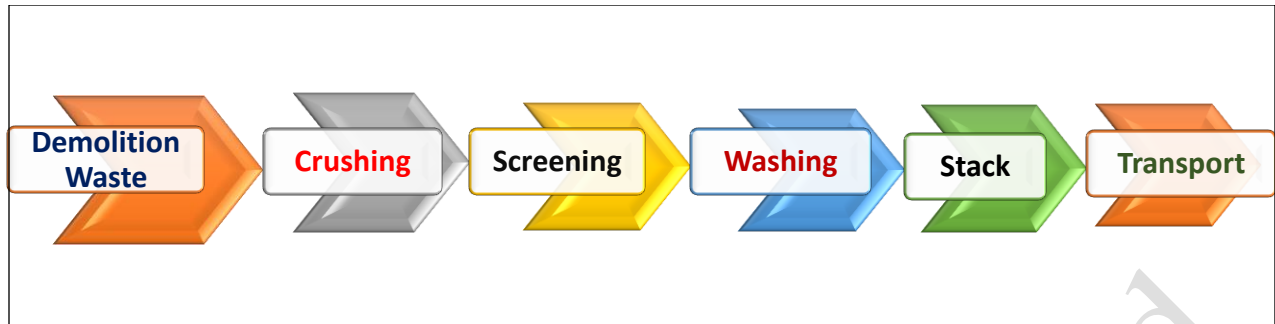 Demolition
Waste
Crushing
Screening
Washing
Stack
Transport